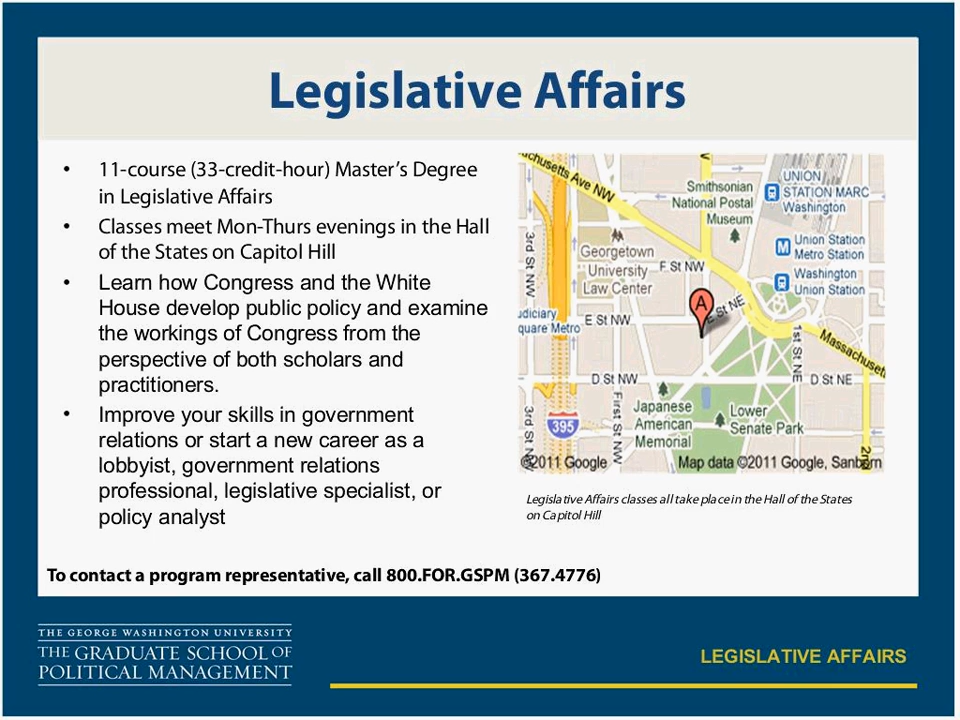 Legislative Affairs
• 11-course (33-credit-hour) Master's Degree
in Legislative Affairs
• Classes meet Mon-Thurs evenings in the Hall
of the States on Capitol Hill
• Learn how Congress and the White
House develop public policy and examine
the workings of Congress from the
perspective of both scholars and
practitioners.
• Improve your skills in government
relations or start a new career as a
lobbyist, government relations
professional, legislative specialist, or
policy analyst
achusetts Ave NW
Smithsonian
National Postal
Museum
UNION
STATION MARC
Washington
Union Station
Metro Station
Washington
Union Station
3rd St NW
Georgetown
University
Law Center
F St NW
A
E St NE
udiciary
quare Metro
E St NW
1st St NE
Massachuset
D St NW
D St NE
3rd St NW
395
First St NW
Japanese
American
Memorial
Lower
Senate Park
2nd
©2011 Google
Map data ©2011 Google, Sanborn
Legislative Affairs classes all take place in the Hall of the States
on Capitol Hill
To contact a program representative, call 800.FOR.GSPM (367.4776)
THE GEORGE WASHINGTON UNIVERSITY
THE GRADUATE SCHOOL OF
POLITICAL MANAGEMENT
LEGISLATIVE AFFAIRS